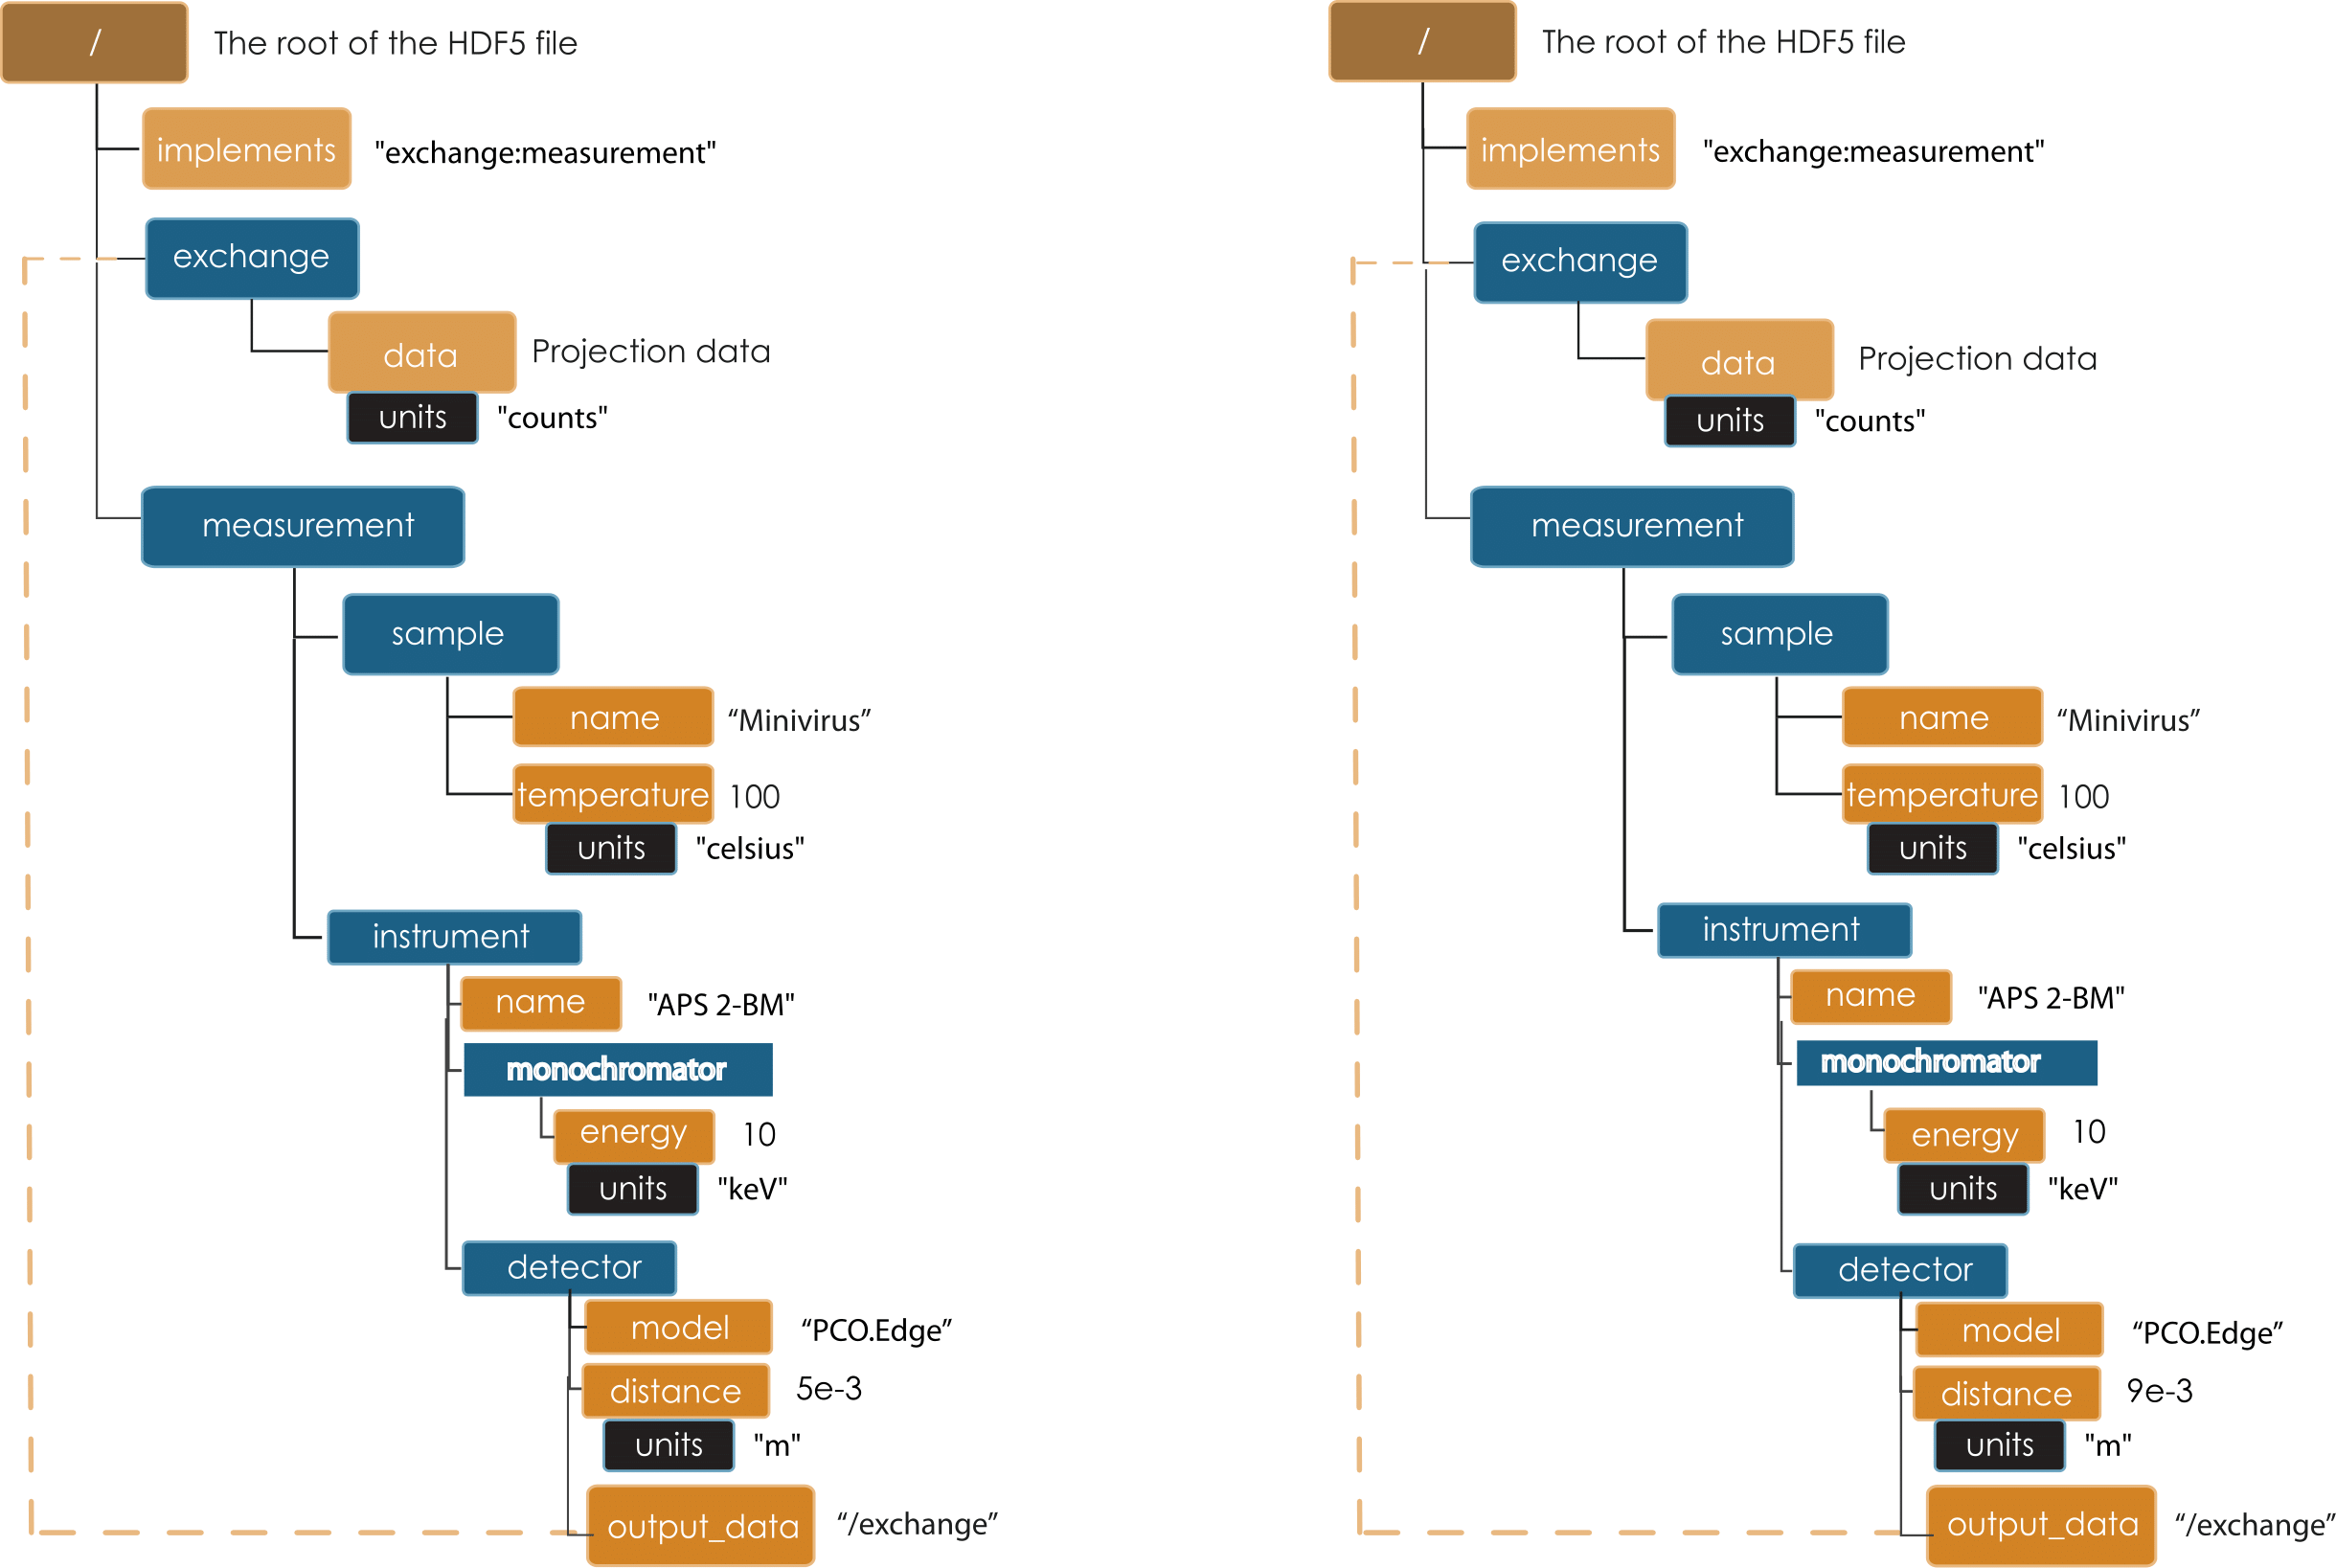 /
The root of the HDF5 file
implements
"exchange:measurement"
exchange
data
Projection data
units
"counts"
measurement
sample
name
“Minivirus”
temperature
100
units
"celsius"
instrument
name
"APS 2-BM"
monochromator
energy
10
units
"keV"
detector
model
“PCO.Edge”
distance
5e-3
units
"m"
output_data
“/exchange”
/
The root of the HDF5 file
implements
"exchange:measurement"
exchange
data
Projection data
units
"counts"
measurement
sample
name
“Minivirus”
temperature
100
units
"celsius"
instrument
name
"APS 2-BM"
monochromator
energy
10
units
"keV"
detector
model
“PCO.Edge”
distance
9e-3
units
"m"
output_data
“/exchange”